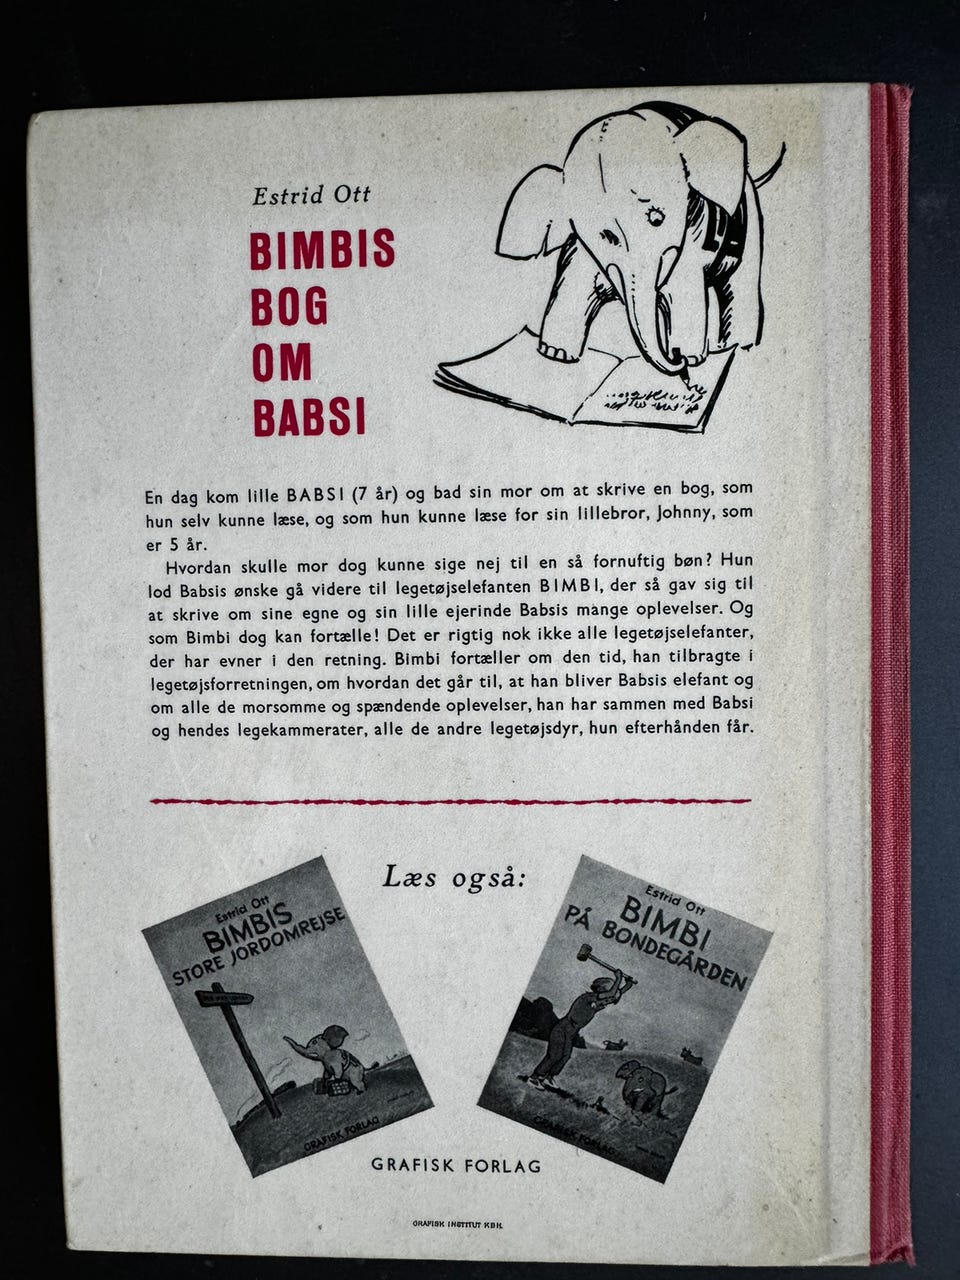 Estrid Ott
BIMBIS
BOG
OM
BABSI
En dag kom lille BABSI (7 år) og bad sin mor om at skrive en bog, som
hun selv kunne læse, og som hun kunne læse for sin lillebror, Johnny, som
er 5 år.
Hvordan skulle mor dog kunne sige nej til en så fornuftig bøn? Hun
lod Babsis ønske gå videre til legetøjselefanten BIMBI, der så gav sig til
at skrive om sine egne og sin lille ejerinde Babsis mange oplevelser. Og
som Bimbi dog kan fortælle! Det er rigtig nok ikke alle legetøjselefanter,
der har evner i den retning. Bimbi fortæller om den tid, han tilbragte i
legetøjsforretningen, om hvordan det går til, at han bliver Babsis elefant og
om alle de morsomme og spændende oplevelser, han har sammen med Babsi
og hendes legekammerater, alle de andre legetøjsdyr, hun efterhånden får.
Læs også:
Estrid Ott
BIMBIS
STORE JORDOMREJSE
GRAFISK FORLAG
Estrid Ott
BIMBI
PÅ BONDEGÅRDEN
GRAFISK FORLAG
GRAFISK FORLAG
GRAFISK INSTITUT KBH.